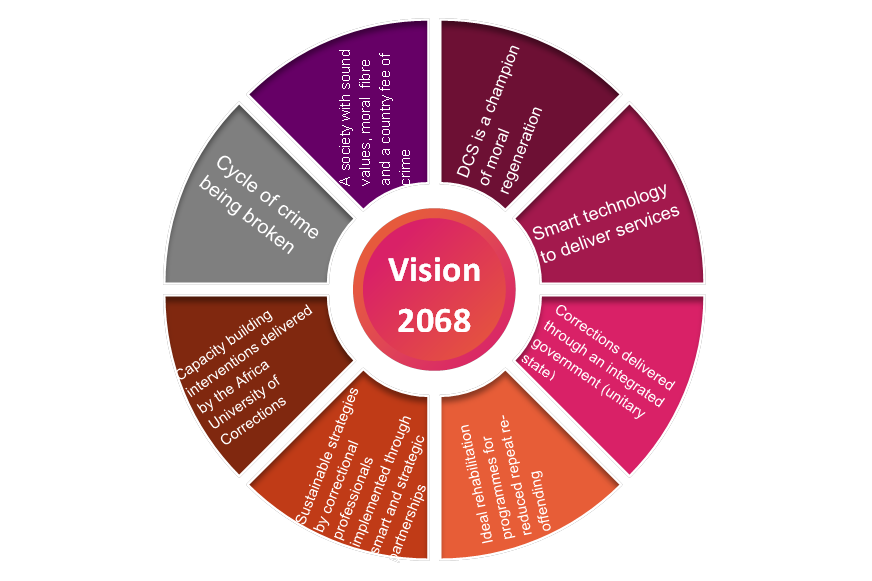 Vision
2068
DCS is a champion
of moral
regeneration
Smart technology
to deliver services
Corrections delivered
through an integrated
government (unitary
state)
Ideal rehabilitation
programmes for
reduced repeat re-
offending
Sustainable strategies
by correctional
professionals
implemented through
smart and strategic
partnerships
Capacity building
interventions delivered
by the Africa
University of
Corrections
Cycle of crime
being broken
A society with sound
values, moral fibre
and a country fee of
crime